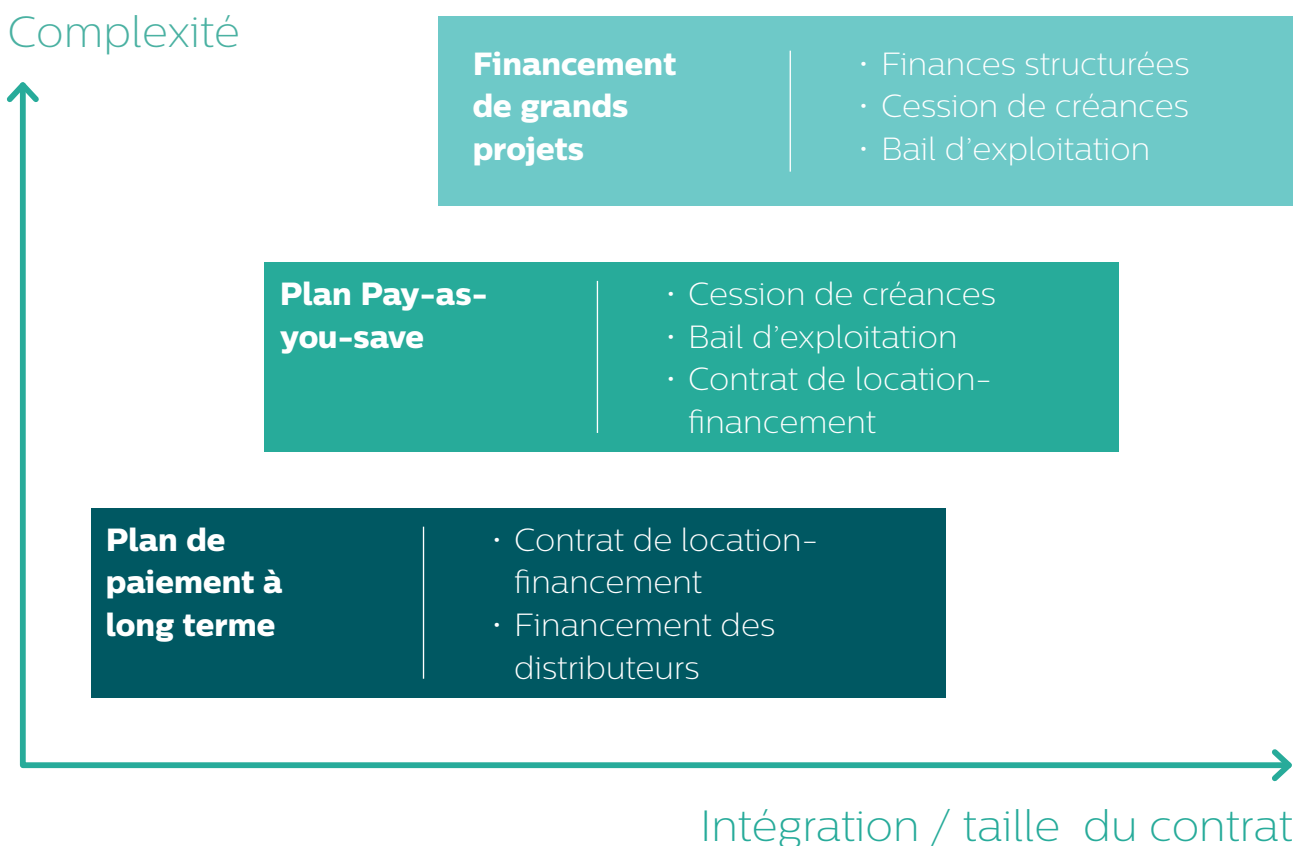 Complexité
Financement
de grands
projets
· Finances structurées
· Cession de créances
· Bail d’exploitation
Plan Pay-as-
you-save
· Cession de créances
· Bail d’exploitation
· Contrat de location-
financement
Plan de
paiement à
long terme
· Contrat de location-
financement
· Financement des
distributeurs
Intégration / taille du contrat